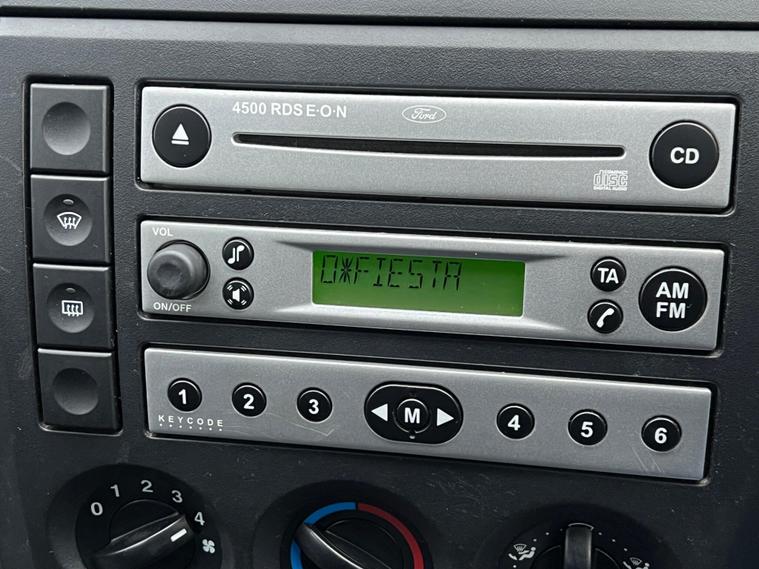 4500 RDS E·O·N
Ford
CD
COMPACT
disc
DIGITAL AUDIO
VOL
ON/OFF
0*FIESTA
TA
AM
FM
1 2 3 M 4 5 6
KEYCODE
0 1 2 3 4